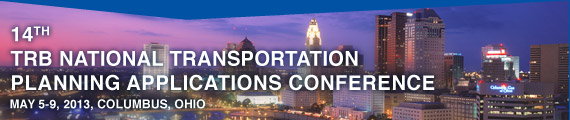 14TH
TRB NATIONAL TRANSPORTATION
PLANNING APPLICATIONS CONFERENCE
MAY 5-9, 2013, COLUMBUS, OHIO